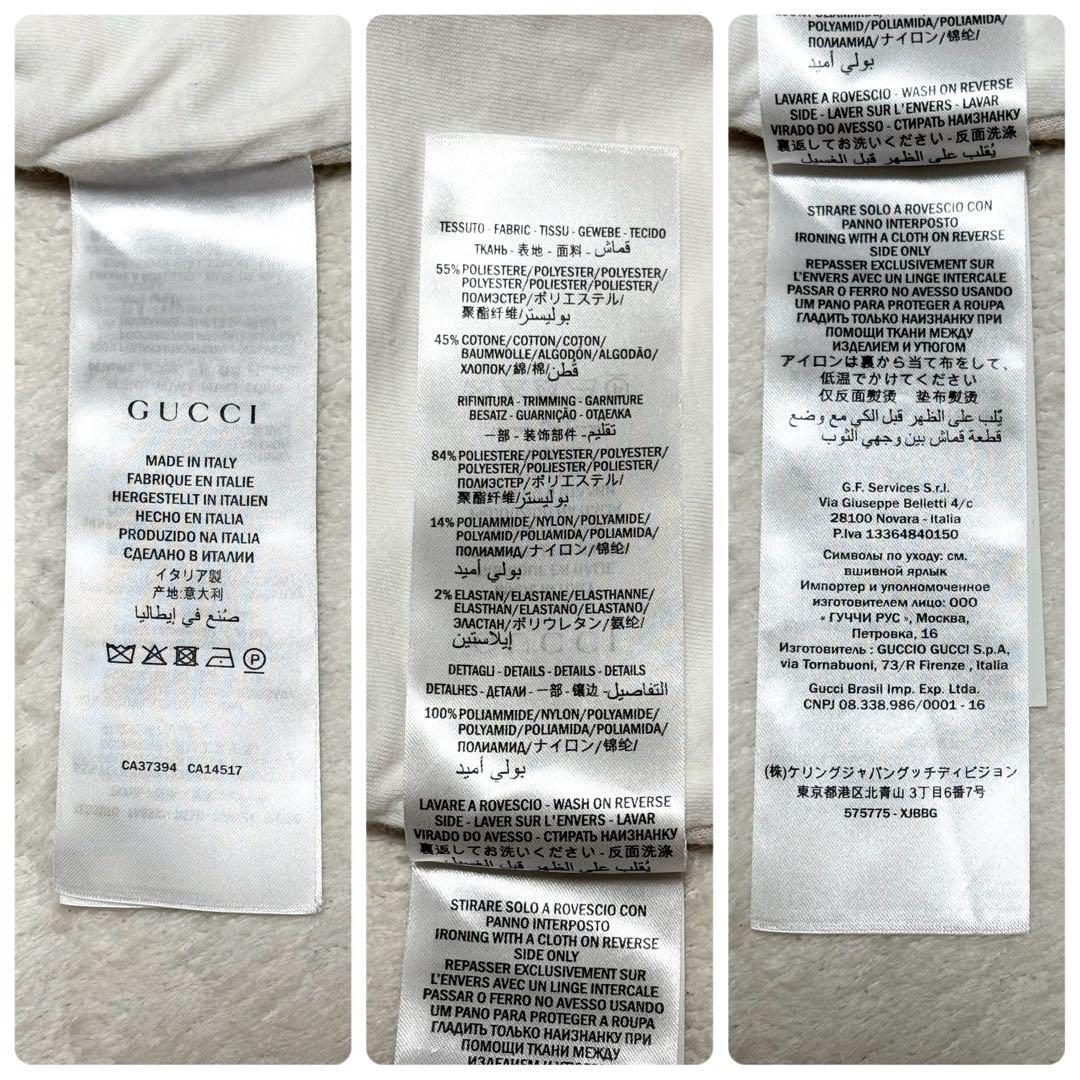 GUCCI
MADE IN ITALY
FABRIQUE EN ITALIE
HERGESTELLT IN ITALIEN
HECHO EN ITALIA
PRODUZIDO NA ITALIA
СДЕЛАНО В ИТАЛИИ
イタリア製
产地:意大利
صُنع في إيطاليا
CA37394 CA14517
TESSUTO - FABRIC - TISSU - GEWEBE - TECIDO
ТКАНЬ - 表地 - 面料 - قماش
55% POLIESTERE/POLYESTER/POLYESTER/
POLYESTER/POLIESTER/POLIESTER/
ПОЛИЭСТЕР/ポリエステル/
聚酯纤维/بوليستر
45% COTONE/COTTON/COTON/
BAUMWOLLE/ALGODÓN/ALGODÃO/
ХЛОПОК/綿/棉/قطن
RIFINITURA - TRIMMING - GARNITURE
BESATZ - GUARNIÇÃO - ОТДЕЛКА
一部 - 装饰部件 - تقليم
84% POLIESTERE/POLYESTER/POLYESTER/
POLYESTER/POLIESTER/POLIESTER/
ПОЛИЭСТЕР/ポリエステル/
聚酯纤维/بوليستر
14% POLIAMMIDE/NYLON/POLYAMIDE/
POLYAMID/POLIAMIDA/POLIAMIDA/
ПОЛИАМИД/ナイロン/锦纶/
بولي أميد
2% ELASTAN/ELASTANE/ELASTHANNE/
ELASTHAN/ELASTANO/ELASTANO/
ЭЛАСТАН/ポリウレタン/氨纶/
إيلاستين
DETTAGLI - DETAILS - DETAILS - DETAILS
DETALHES - ДЕТАЛИ - 一部 - 镶边 - التفاصيل
100% POLIAMMIDE/NYLON/POLYAMIDE/
POLYAMID/POLIAMIDA/POLIAMIDA/
ПОЛИАМИД/ナイロン/锦纶/
بولي أميد
LAVARE A ROVESCIO - WASH ON REVERSE
SIDE - LAVER SUR L'ENVERS - LAVAR
VIRADO DO AVESSO - СТИРАТЬ НАИЗНАНКУ
裏返してお洗いください - 反面洗涤
يُقلب على الظهر قبل الغسيل
STIRARE SOLO A ROVESCIO CON
PANNO INTERPOSTO
IRONING WITH A CLOTH ON REVERSE
SIDE ONLY
REPASSER EXCLUSIVEMENT SUR
L'ENVERS AVEC UN LINGE INTERCALE
PASSAR O FERRO NO AVESSO USANDO
UM PANO PARA PROTEGER A ROUPA
ГЛАДИТЬ ТОЛЬКО НАИЗНАНКУ ПРИ
ПОМОЩИ ТКАНИ МЕЖДУ
ИЗДЕЛИЕМ И УТЮГОМ
POLYAMID/POLIAMIDA/POLIAMIDA/
ПОЛИАМИД/ナイロン/锦纶/
بولي أميد
LAVARE A ROVESCIO - WASH ON REVERSE
SIDE - LAVER SUR L'ENVERS - LAVAR
VIRADO DO AVESSO - СТИРАТЬ НАИЗНАНКУ
裏返してお洗いください - 反面洗涤
يُقلب على الظهر قبل الغسيل
STIRARE SOLO A ROVESCIO CON
PANNO INTERPOSTO
IRONING WITH A CLOTH ON REVERSE
SIDE ONLY
REPASSER EXCLUSIVEMENT SUR
L'ENVERS AVEC UN LINGE INTERCALE
PASSAR O FERRO NO AVESSO USANDO
UM PANO PARA PROTEGER A ROUPA
ГЛАДИТЬ ТОЛЬКО НАИЗНАНКУ ПРИ
ПОМОЩИ ТКАНИ МЕЖДУ
ИЗДЕЛИЕМ И УТЮГОМ
アイロンは裏から当て布をして、
低温でかけてください
仅反面熨烫 垫布熨烫
يُقلب على الظهر قبل الكي مع وضع
قطعة قماش بين وجهي الثوب
G.F. Services S.r.l.
Via Giuseppe Belletti 4/c
28100 Novara - Italia
P.Iva 13364840150
Символы по уходу: см.
вшивной ярлык
Импортер и уполномоченное
изготовителем лицо: ООО
« ГУЧЧИ РУС », Москва,
Петровка, 16
Изготовитель : GUCCIO GUCCI S.p.A,
via Tornabuoni, 73/R Firenze , Italia
Gucci Brasil Imp. Exp. Ltda.
CNPJ 08.338.986/0001 - 16
(株)ケリングジャパングッチディビジョン
東京都港区北青山 3丁目6番7号
575775 - XJBBG